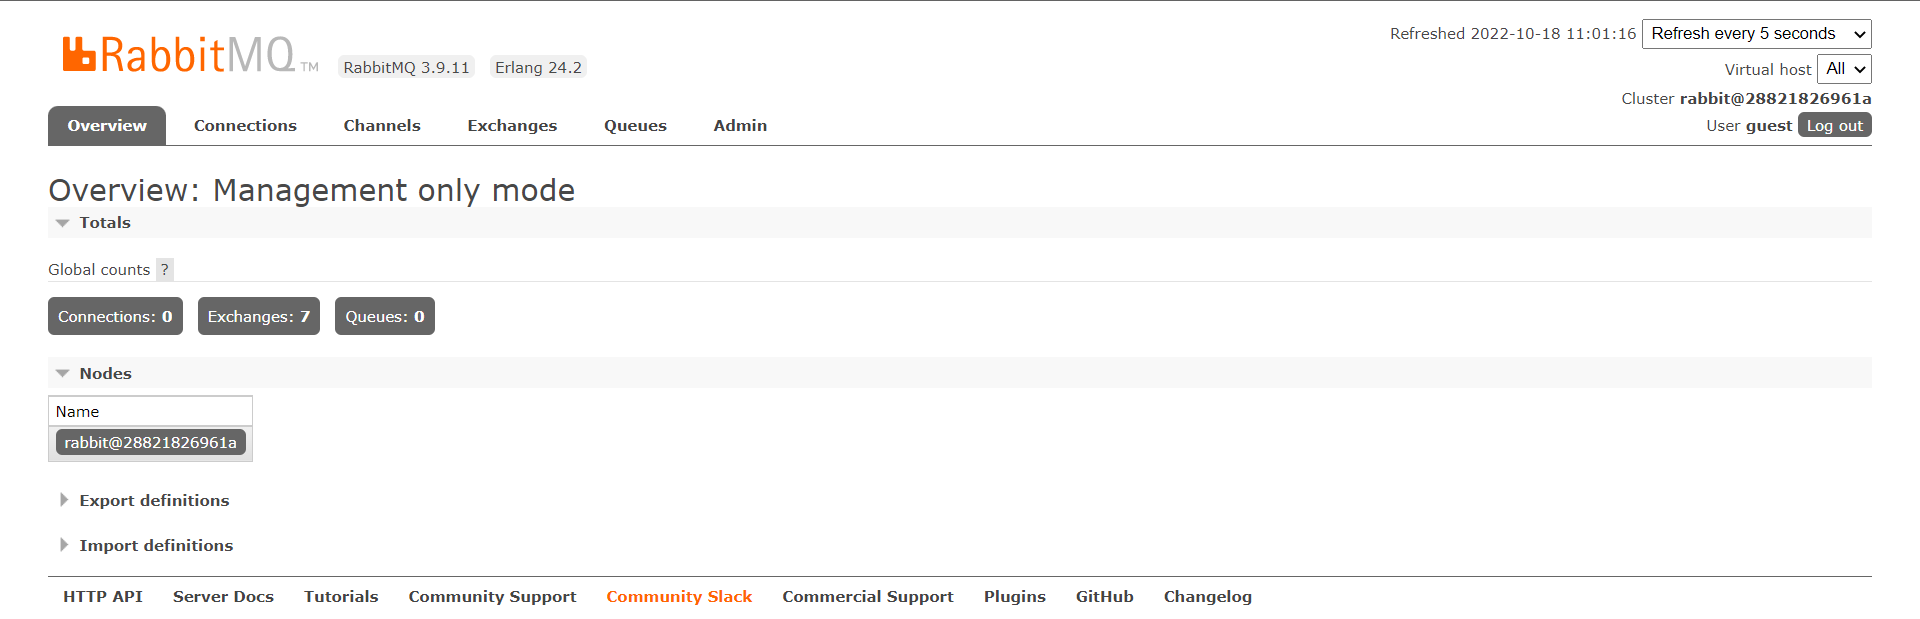 RabbitMQ TM RabbitMQ 3.9.11 Erlang 24.2
Refreshed 2022-10-18 11:01:16 Refresh every 5 seconds
Virtual host All
Cluster rabbit@28821826961a
User guest Log out
Overview Connections Channels Exchanges Queues Admin
Overview: Management only mode
Totals
Global counts ?
Connections: 0 Exchanges: 7 Queues: 0
Nodes
Name
rabbit@28821826961a
Export definitions
Import definitions
HTTP API Server Docs Tutorials Community Support Community Slack Commercial Support Plugins GitHub Changelog